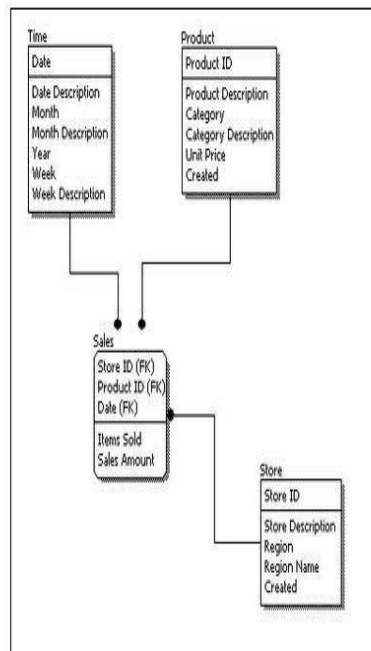 Time
Date
Date Description
Month
Month Description
Year
Week
Week Description
Product
Product ID
Product Description
Category
Category Description
Unit Price
Created
Sales
Store ID (FK)
Product ID (FK)
Date (FK)
Items Sold
Sales Amount
Store
Store ID
Store Description
Region
Region Name
Created